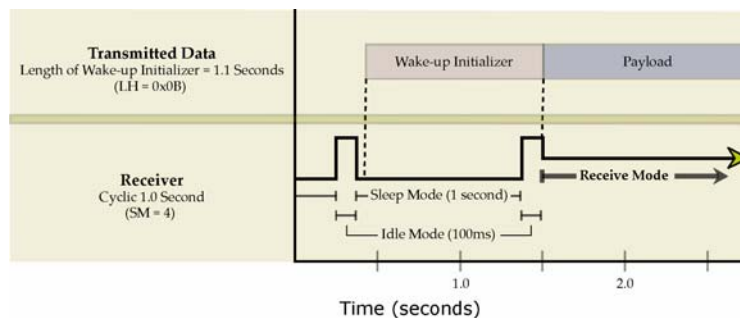 Transmitted Data
Length of Wake-up Initializer = 1.1 Seconds
(LH = 0x0B)
Wake-up Initializer
Payload
Receiver
Cyclic 1.0 Second
(SM = 4)
Sleep Mode (1 second)
Receive Mode
Idle Mode (100ms)
1.0
2.0
Time (seconds)